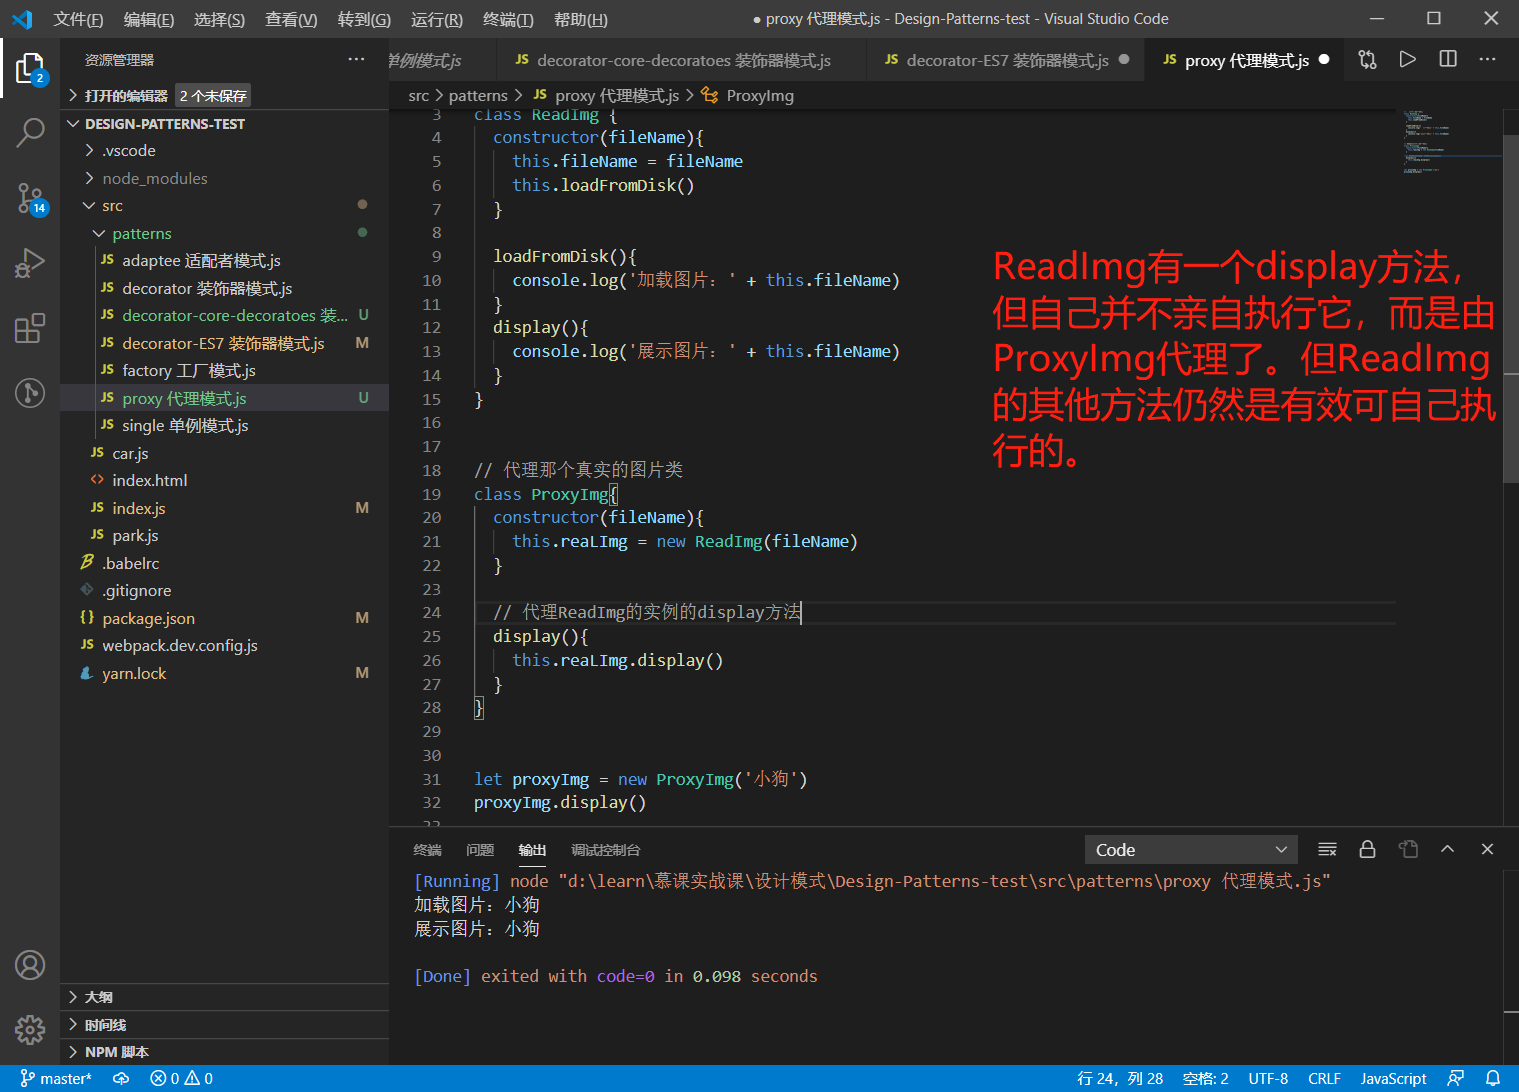 文件(F) 编辑(E) 选择(S) 查看(V) 转到(G) 运行(R) 终端(T) 帮助(H)
● proxy 代理模式.js - Design-Patterns-test - Visual Studio Code
资源管理器
打开的编辑器 2 个未保存
DESIGN-PATTERNS-TEST
.vscode
node_modules
src
patterns
JS adaptee 适配者模式.js
JS decorator 装饰器模式.js
JS decorator-core-decoratoes 装... U
JS decorator-ES7 装饰器模式.js M
JS factory 工厂模式.js
JS proxy 代理模式.js U
JS single 单例模式.js
JS car.js
<> index.html
JS index.js M
JS park.js
.babelrc
.gitignore
{} package.json M
JS webpack.dev.config.js
yarn.lock M
大纲
时间线
NPM 脚本
2
14
单例模式.js JS decorator-core-decoratoes 装饰器模式.js JS decorator-ES7 装饰器模式.js ● JS proxy 代理模式.js ●
src > patterns > JS proxy 代理模式.js > ProxyImg
3 class ReadImg {
4 constructor(fileName){
5 this.fileName = fileName
6 this.loadFromDisk()
7 }
8
9 loadFromDisk(){
10 console.log('加载图片：' + this.fileName)
11 }
12 display(){
13 console.log('展示图片：' + this.fileName)
14 }
15 }
16
17
18 // 代理那个真实的图片类
19 class ProxyImg{
20 constructor(fileName){
21 this.reaLImg = new ReadImg(fileName)
22 }
23
24 // 代理ReadImg的实例的display方法
25 display(){
26 this.reaLImg.display()
27 }
28 }
29
30
31 let proxyImg = new ProxyImg('小狗')
32 proxyImg.display()
33
ReadImg有一个display方法，
但自己并不亲自执行它，而是由
ProxyImg代理了。但ReadImg
的其他方法仍然是有效可自己执
行的。
终端 问题 输出 调试控制台 Code
[Running] node "d:\learn\慕课实战课\设计模式\Design-Patterns-test\src\patterns\proxy 代理模式.js"
加载图片：小狗
展示图片：小狗
[Done] exited with code=0 in 0.098 seconds
master* 0 0 行 24，列 28 空格: 2 UTF-8 CRLF JavaScript